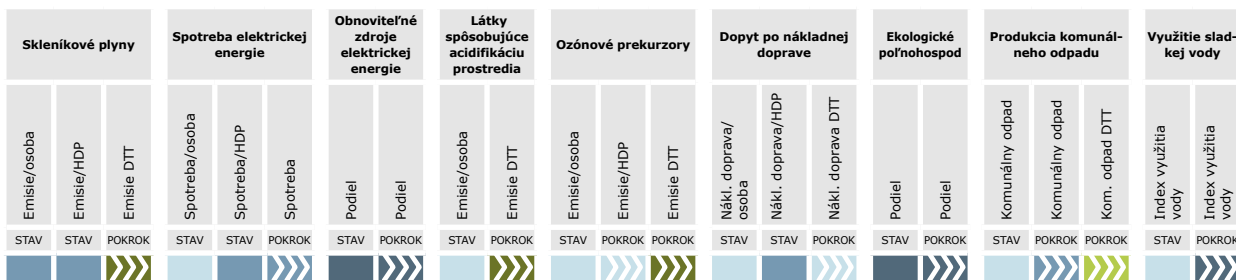 Skleníkové plyny
Spotreba elektrickej
energie
Obnoviteľné
zdroje
elektrickej
energie
Látky
spôsobujúce
acidifikáciu
prostredia
Ozónové prekurzory
Dopyt po nákladnej
doprave
Ekologické
poľnohospod
Produkcia komunál-
neho odpadu
Využitie slad-
kej vody
Emisie/osoba
Emisie/HDP
Emisie DTT
Spotreba/osoba
Spotreba/HDP
Spotreba
Podiel
Podiel
Emisie/osoba
Emisie DTT
Emisie/osoba
Emisie/HDP
Emisie DTT
Nákl. doprava/
osoba
Nákl. doprava/HDP
Nákl. doprava DTT
Podiel
Podiel
Komunálny odpad
Komunálny odpad
Kom. odpad DTT
Index využitia
vody
Index využitia
vody
STAV STAV POKROK STAV STAV POKROK STAV POKROK STAV POKROK STAV POKROK POKROK STAV STAV POKROK STAV POKROK STAV POKROK POKROK STAV POKROK